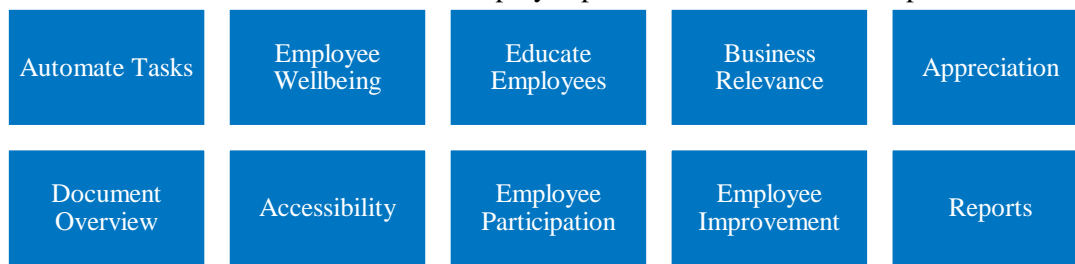 Automate Tasks
Employee
Wellbeing
Educate
Employees
Business
Relevance
Appreciation
Document
Overview
Accessibility
Employee
Participation
Employee
Improvement
Reports